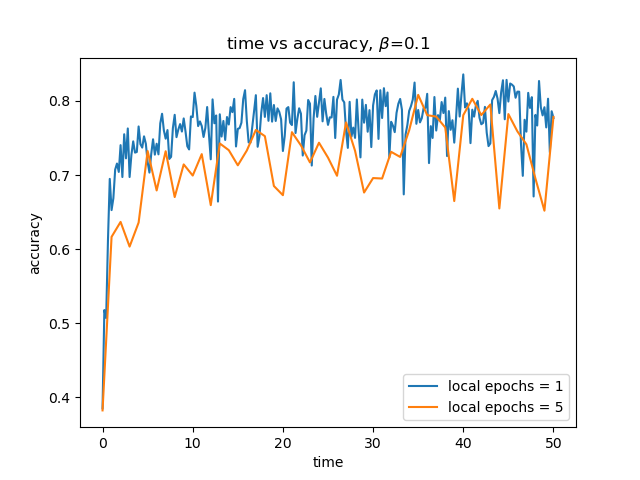 time vs accuracy, β=0.1
accuracy
0.8
0.7
0.6
0.5
0.4
local epochs = 1
local epochs = 5
0 10 20 30 40 50
time